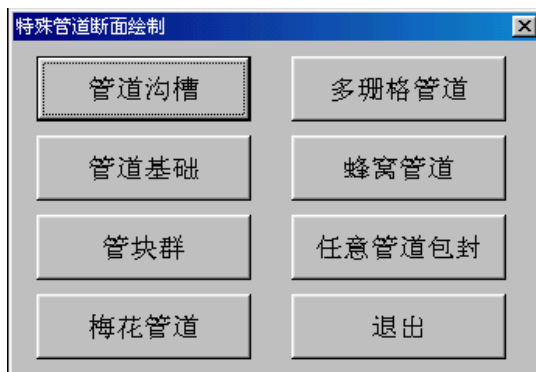 特殊管道断面绘制
管道沟槽
多珊格管道
管道基础
蜂窝管道
管块群
任意管道包封
梅花管道
退出